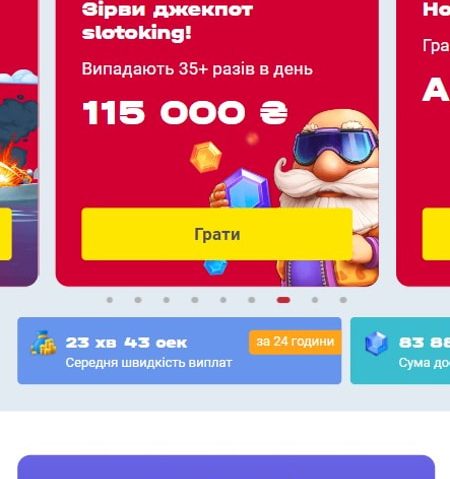 Зірви джекпот
slotoking!
Випадають 35+ разів в день
115 000 ₴
Грати
Но
Гра
А
23 хв 43 сек
за 24 години
Середня швидкість виплат
83 88
Сума до